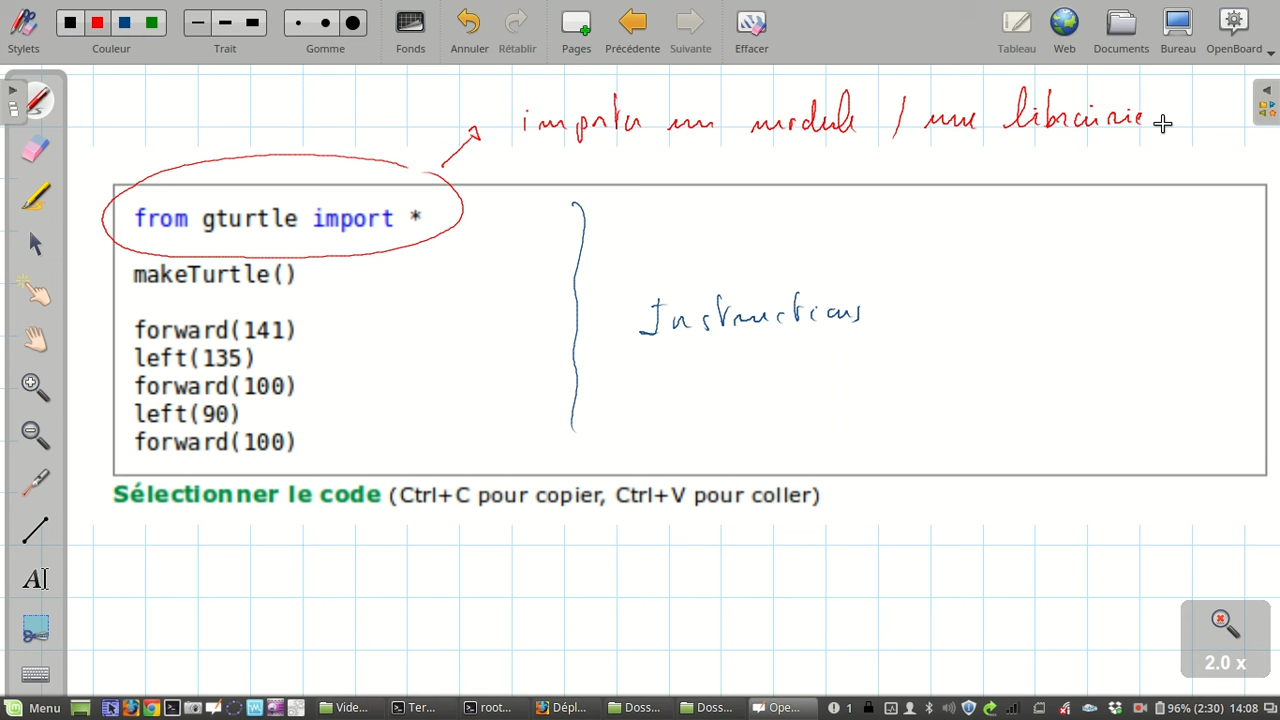 Stylets Couleur Trait Gomme Fonds Annuler Rétablir Pages Précédente Suivante Effacer Tableau Web Documents Bureau OpenBoard
importer un module / une librairie
from gturtle import *
makeTurtle()
forward(141)
Instructions
left(135)
forward(100)
left(90)
forward(100)
Sélectionner le code (Ctrl+C pour copier, Ctrl+V pour coller)
AI
2.0 x
Menu Vide... Ter... root... Dépl... Doss... Doss... Ope... 1 96% (2:30) 14:08